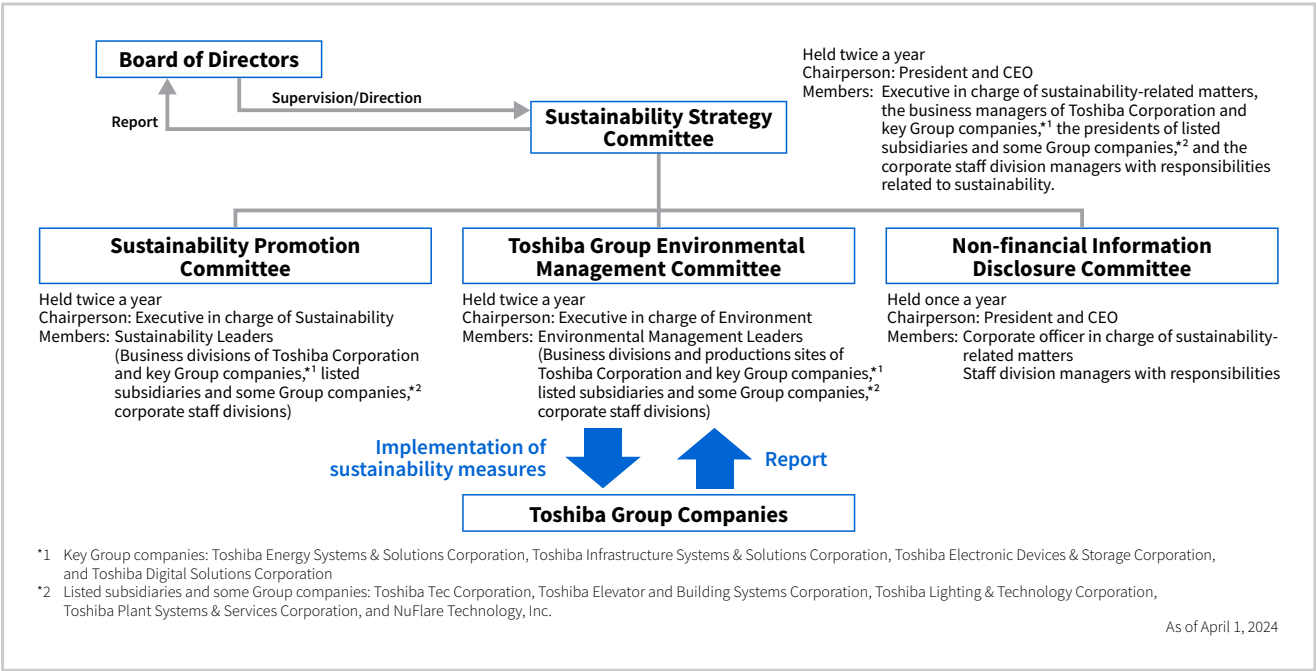 Board of Directors
Supervision/Direction
Report
Sustainability Strategy
Committee
Held twice a year
Chairperson: President and CEO
Members: Executive in charge of sustainability-related matters,
the business managers of Toshiba Corporation and
key Group companies,*1 the presidents of listed
subsidiaries and some Group companies,*2 and the
corporate staff division managers with responsibilities
related to sustainability.
Sustainability Promotion
Committee
Held twice a year
Chairperson: Executive in charge of Sustainability
Members: Sustainability Leaders
(Business divisions of Toshiba Corporation
and key Group companies,*1 listed
subsidiaries and some Group companies,*2
corporate staff divisions)
Toshiba Group Environmental
Management Committee
Held twice a year
Chairperson: Executive in charge of Environment
Members: Environmental Management Leaders
(Business divisions and productions sites of
Toshiba Corporation and key Group companies,*1
listed subsidiaries and some Group companies,*2
corporate staff divisions)
Non-financial Information
Disclosure Committee
Held once a year
Chairperson: President and CEO
Members: Corporate officer in charge of sustainability-
related matters
Staff division managers with responsibilities
Implementation of
sustainability measures
Report
Toshiba Group Companies
*1 Key Group companies: Toshiba Energy Systems & Solutions Corporation, Toshiba Infrastructure Systems & Solutions Corporation, Toshiba Electronic Devices & Storage Corporation,
and Toshiba Digital Solutions Corporation
*2 Listed subsidiaries and some Group companies: Toshiba Tec Corporation, Toshiba Elevator and Building Systems Corporation, Toshiba Lighting & Technology Corporation,
Toshiba Plant Systems & Services Corporation, and NuFlare Technology, Inc.
As of April 1, 2024